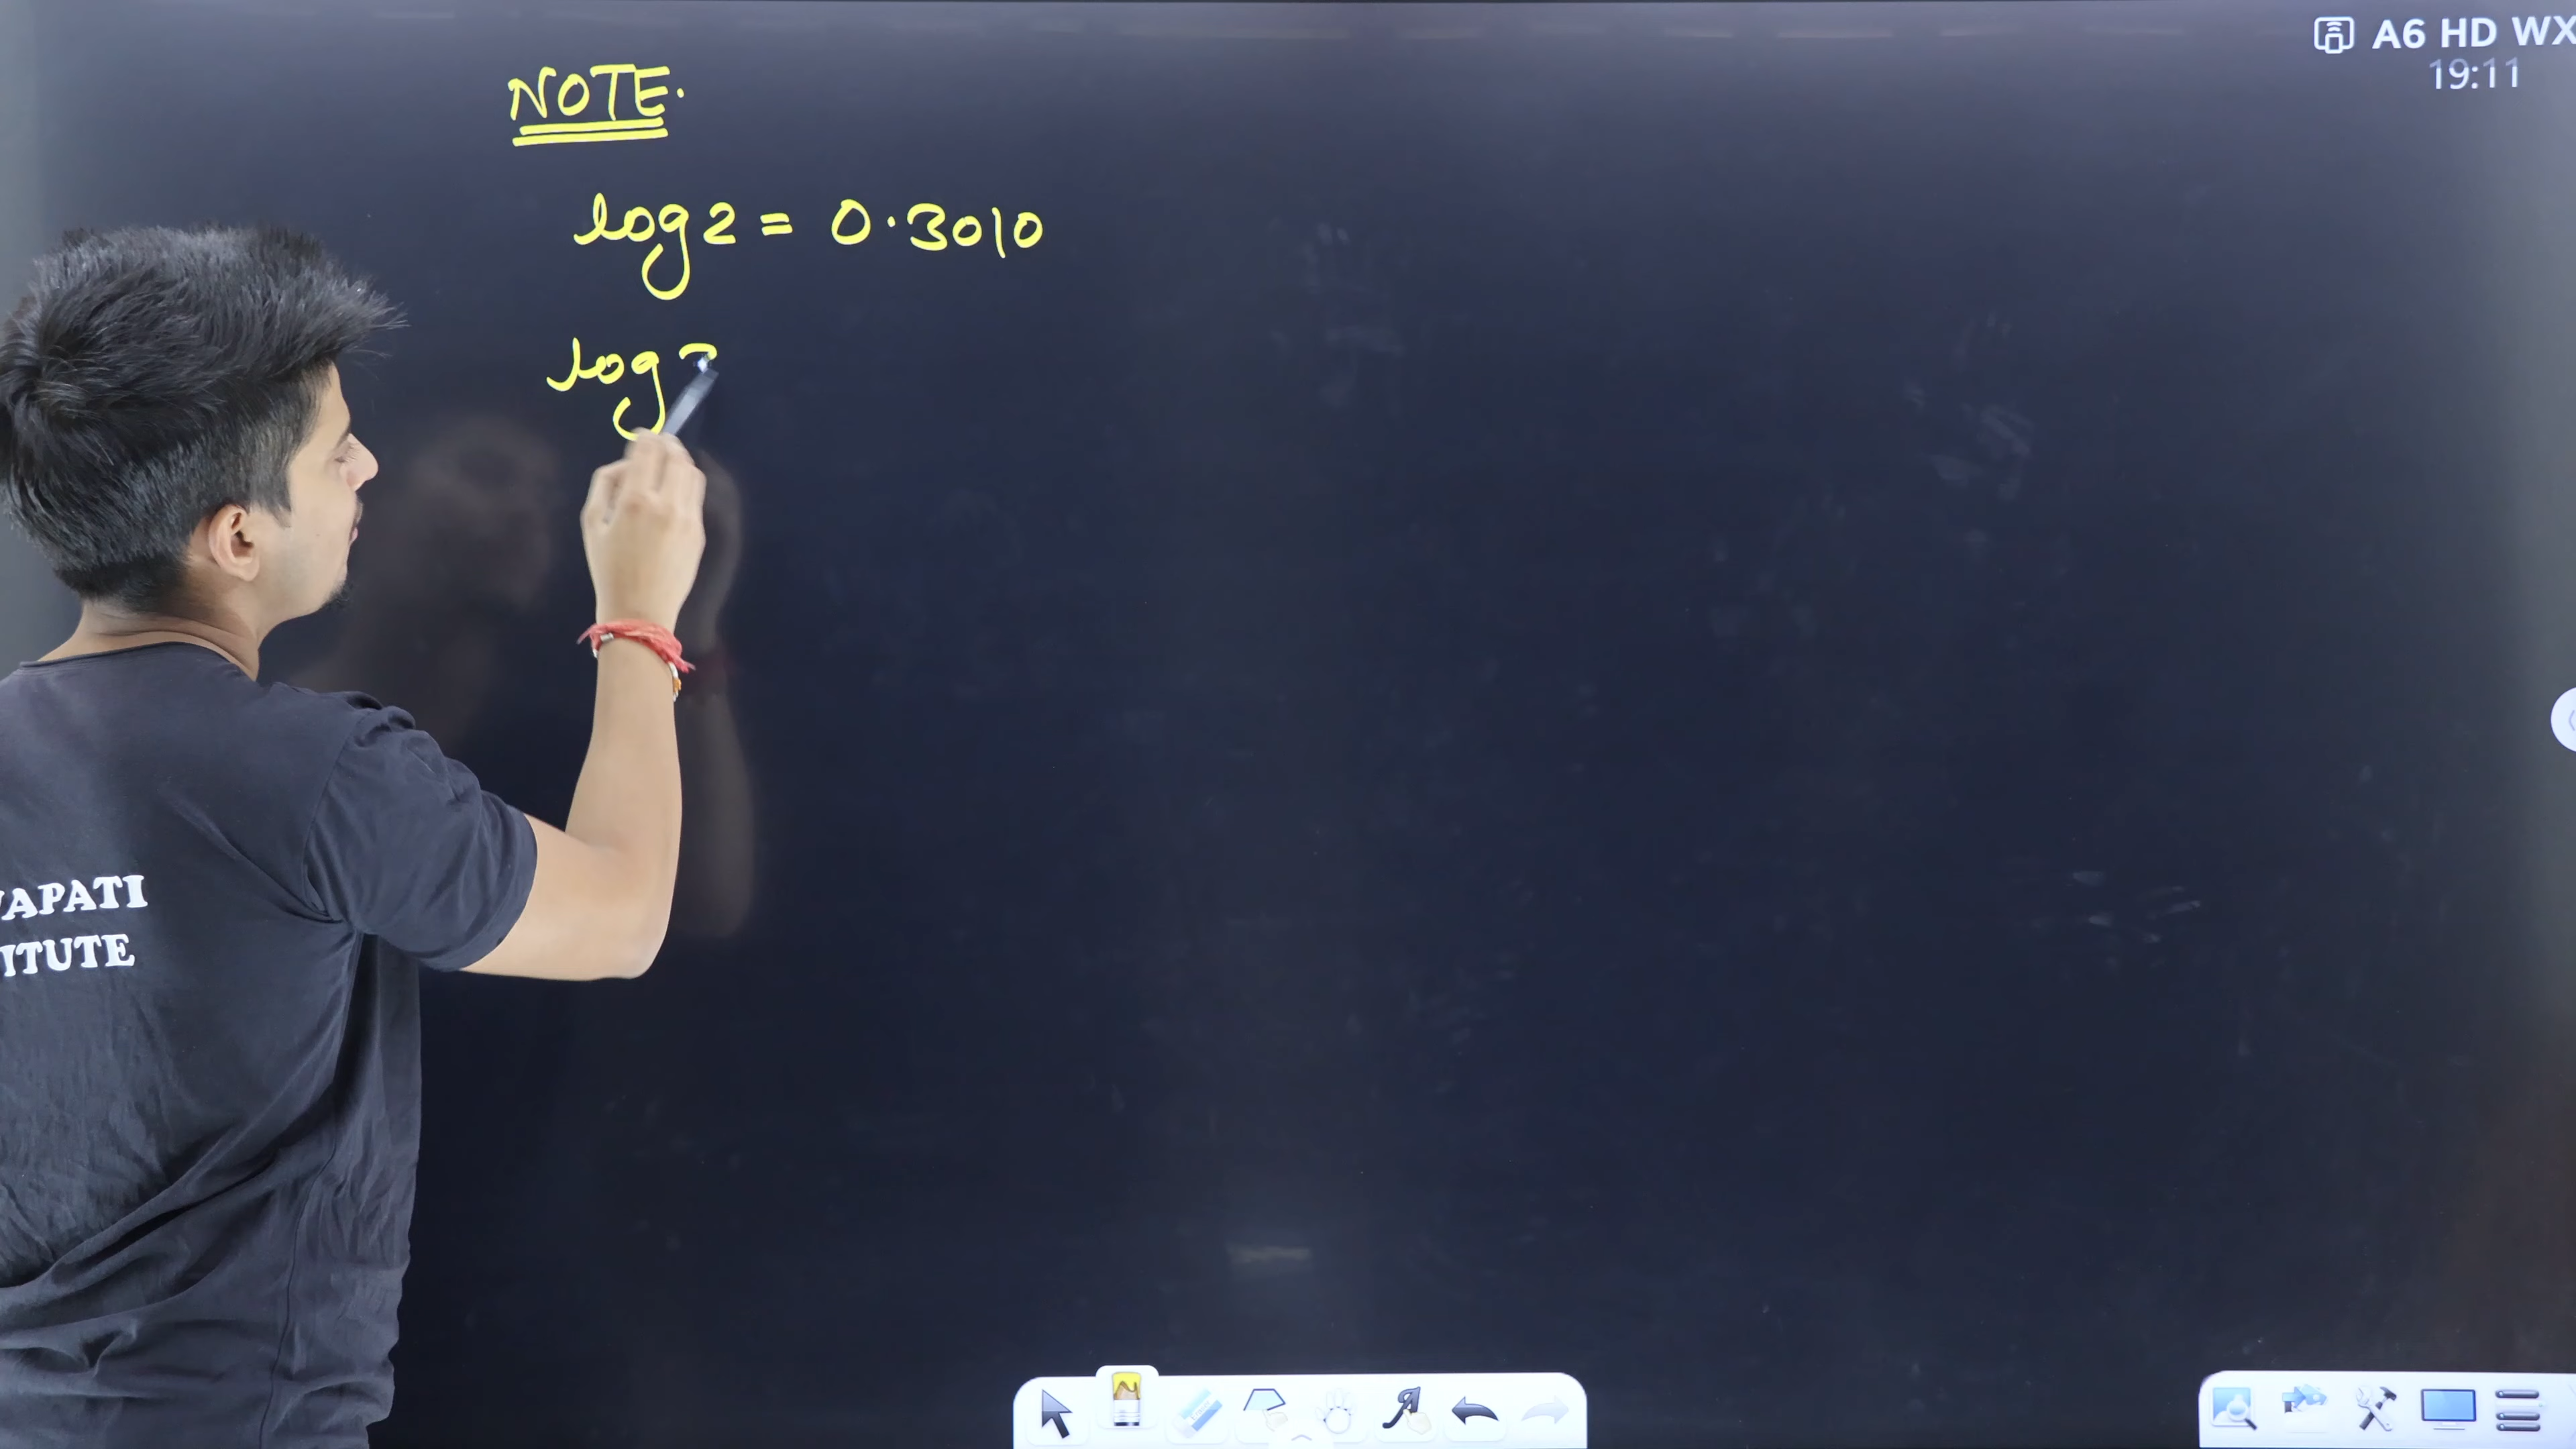 A6 HD WX
19:11
NOTE.
log 2 = 0.3010
log
APATI
ITUTE